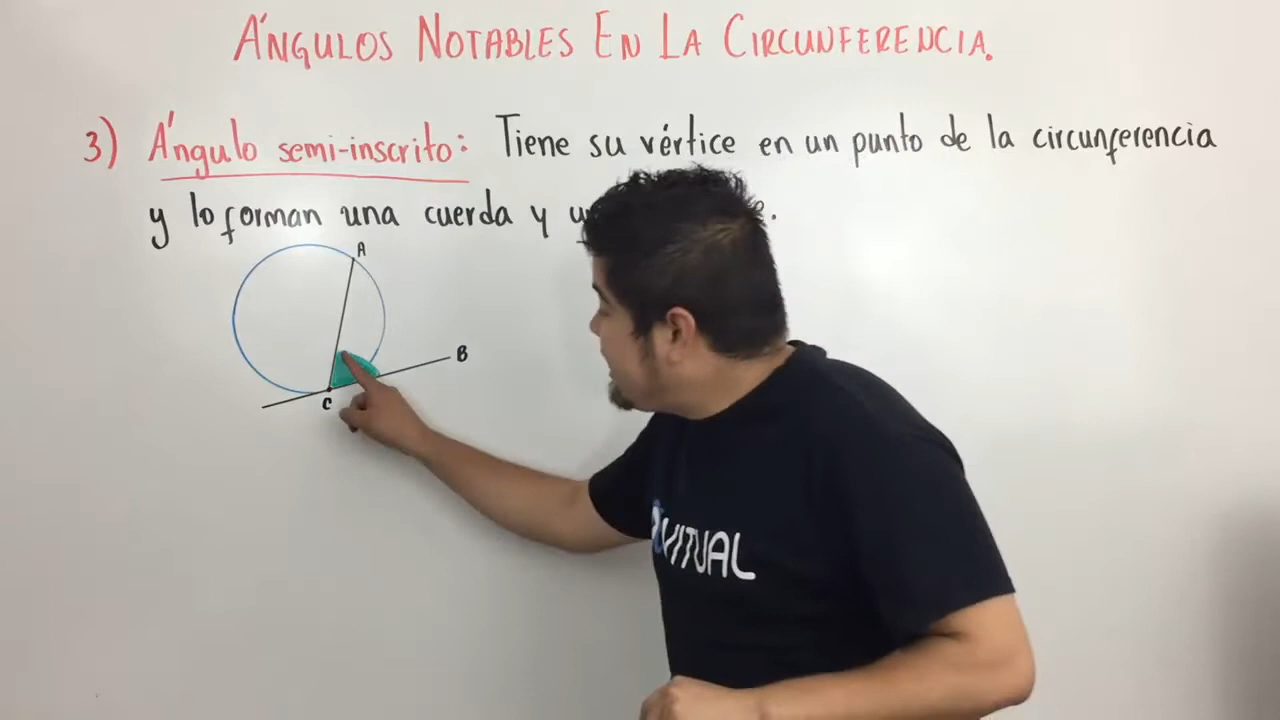 ÁNGULOS NOTABLES EN LA CIRCUNFERENCIA.
3) Ángulo semi-inscrito: Tiene su vértice en un punto de la circunferencia
y lo forman una cuerda y
A
B
C
VITUAL